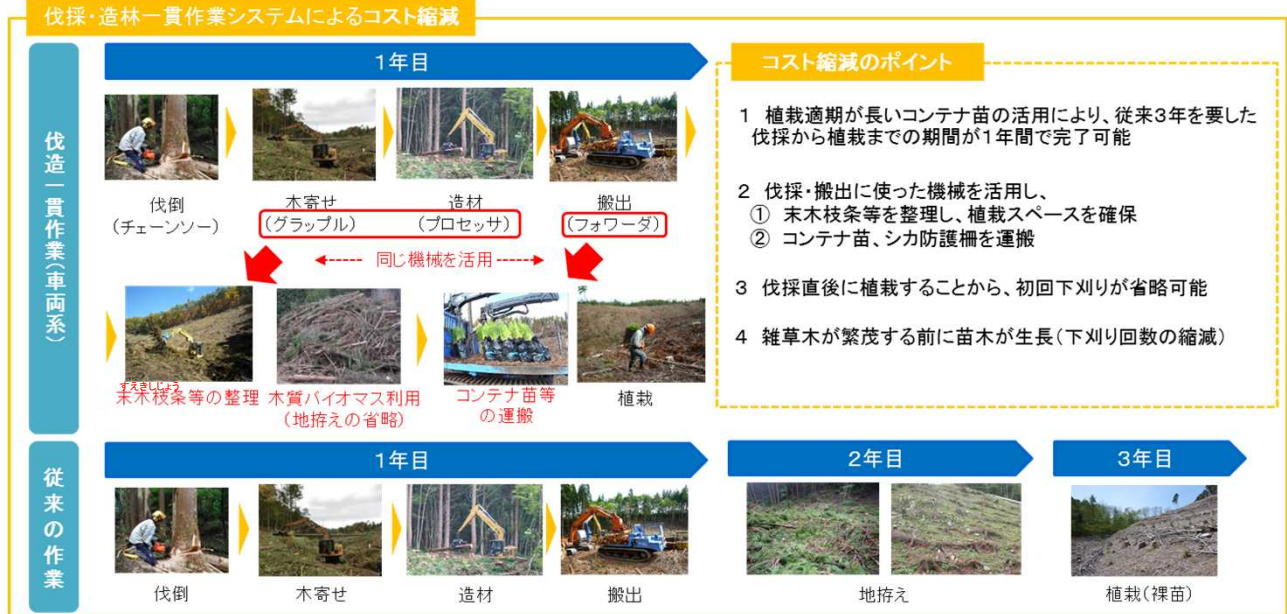 伐採・造林一貫作業システムによるコスト縮減
伐造一貫作業(車両系)
1年目
伐倒
(チェーンソー)
木寄せ
(グラップル)
造材
(プロセッサ)
搬出
(フォワーダ)
同じ機械を活用
すえきしじょう
末木枝条等の整理
木質バイオマス利用
(地拵えの省略)
コンテナ苗等
の運搬
植栽
コスト縮減のポイント
1 植栽適期が長いコンテナ苗の活用により、従来3年を要した
伐採から植栽までの期間が1年間で完了可能
2 伐採・搬出に使った機械を活用し、
① 末木枝条等を整理し、植栽スペースを確保
② コンテナ苗、シカ防護柵を運搬
3 伐採直後に植栽することから、初回下刈りが省略可能
4 雑草木が繁茂する前に苗木が生長(下刈り回数の縮減)
従来の作業
1年目
2年目
3年目
伐倒
木寄せ
造材
搬出
地拵え
植栽(裸苗)